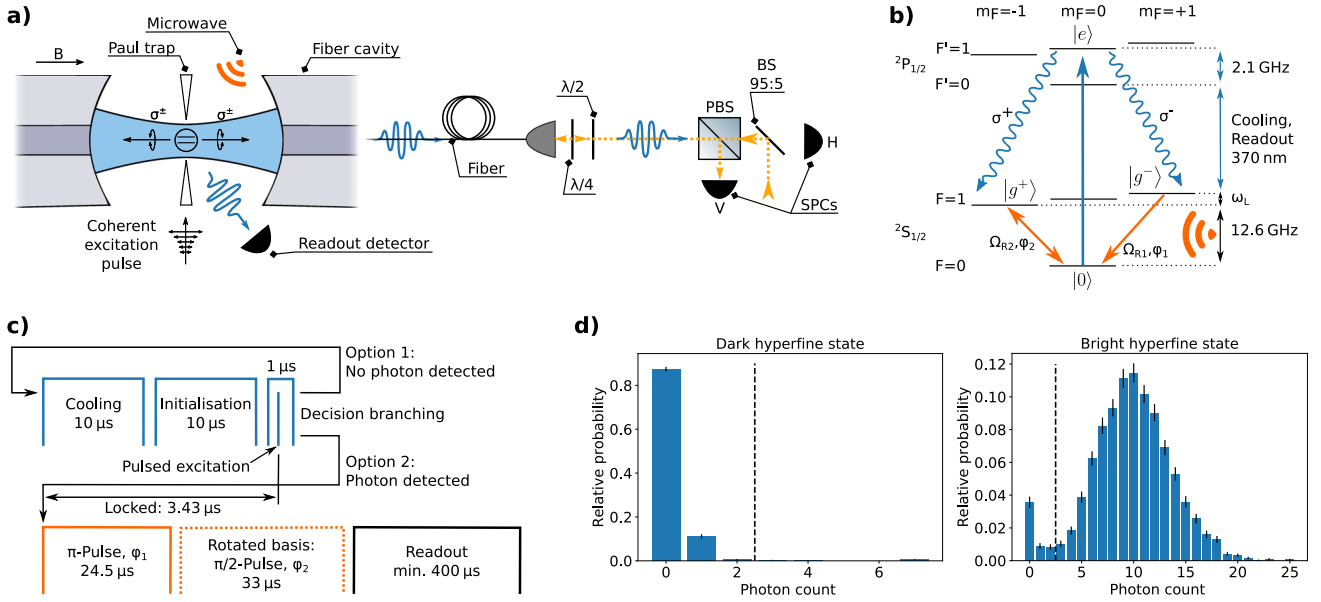 a)
Microwave
Paul trap
B
Fiber cavity
σ±
σ±
Coherent
excitation
pulse
Readout detector
Fiber
λ/2
λ/4
PBS
BS
95:5
H
V
SPCs
b)
mF=-1
mF=0
mF=+1
|e⟩
F'=1
²P1/2
F'=0
2.1 GHz
σ+
σ-
Cooling,
Readout
370 nm
|g+⟩
|g-⟩
F=1
ωL
²S1/2
ΩR2,φ2
ΩR1,φ1
12.6 GHz
F=0
|0⟩
c)
Option 1:
No photon detected
1 µs
Cooling
10 µs
Initialisation
10 µs
Decision branching
Pulsed excitation
Option 2:
Photon detected
Locked: 3.43 µs
π-Pulse, φ1
24.5 µs
Rotated basis:
π/2-Pulse, φ2
33 µs
Readout
min. 400 µs
d)
Dark hyperfine state
Relative probability
0.8
0.6
0.4
0.2
0.0
0 2 4 6
Photon count
Bright hyperfine state
Relative probability
0.12
0.10
0.08
0.06
0.04
0.02
0.00
0 5 10 15 20 25
Photon count